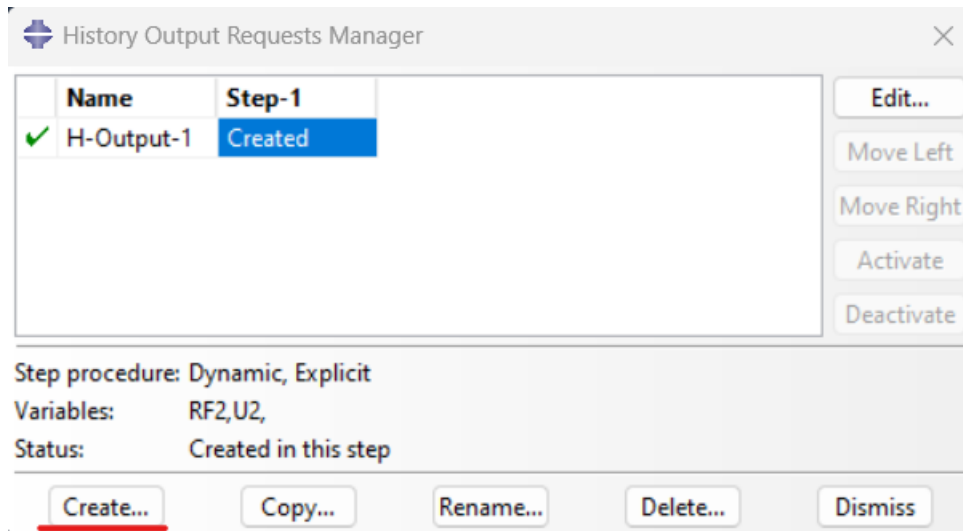 History Output Requests Manager
Name Step-1
H-Output-1 Created
Edit...
Move Left
Move Right
Activate
Deactivate
Step procedure: Dynamic, Explicit
Variables: RF2,U2,
Status: Created in this step
Create... Copy... Rename... Delete... Dismiss